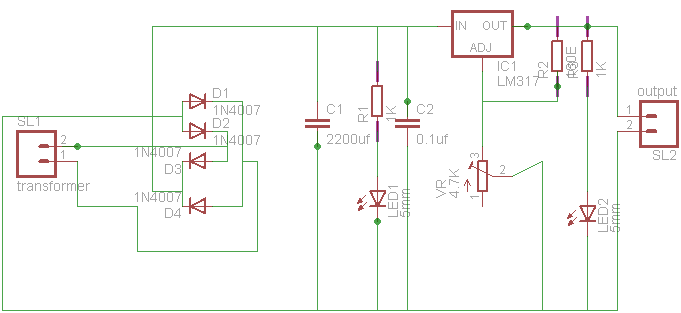 IN OUT
ADJ
IC1
LM317
R2
R3
1K
output
1
2
SL2
D1
1N4007
D2
1N4007
SL1
2
1
transformer
1N4007
D3
1N4007
D4
C1
2200uf
R1
1K
C2
0.1uf
VR
4.7K
3
2
1
LED1
5mm
LED2
5mm